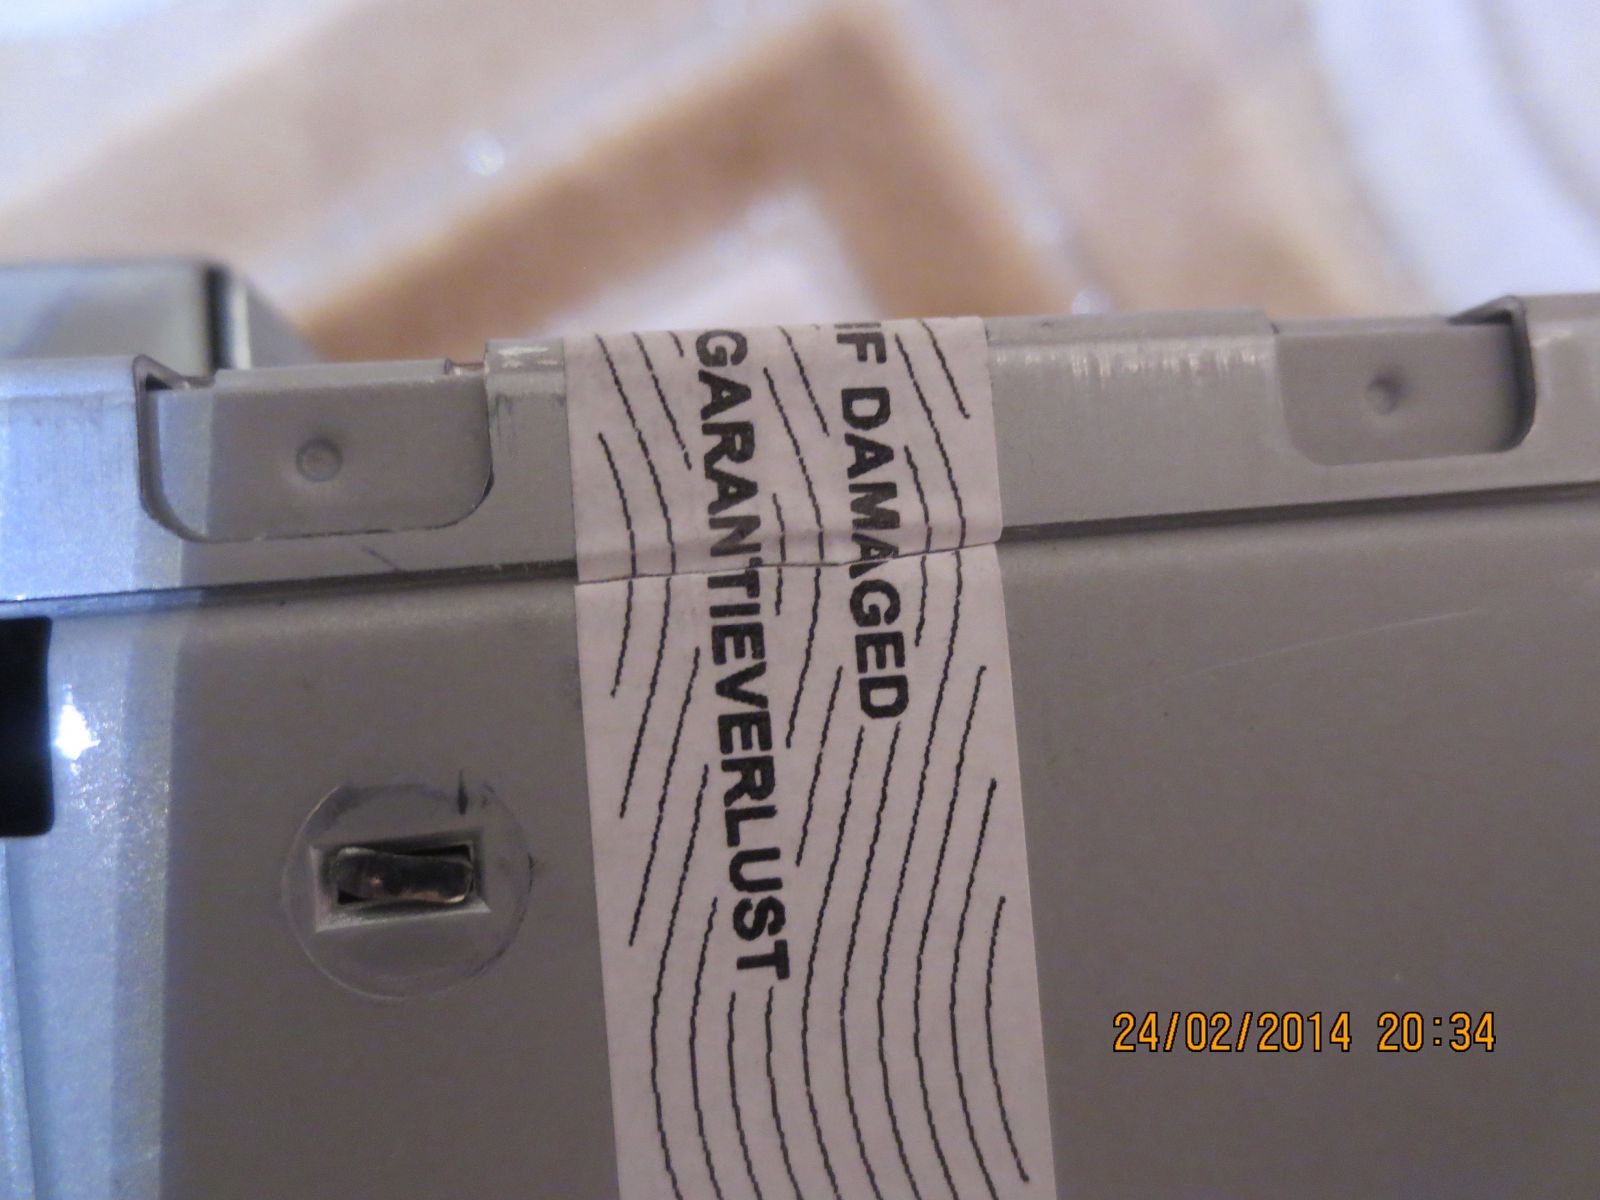 IF DAMAGED
GARANTIEVERLUST
24/02/2014 20:34